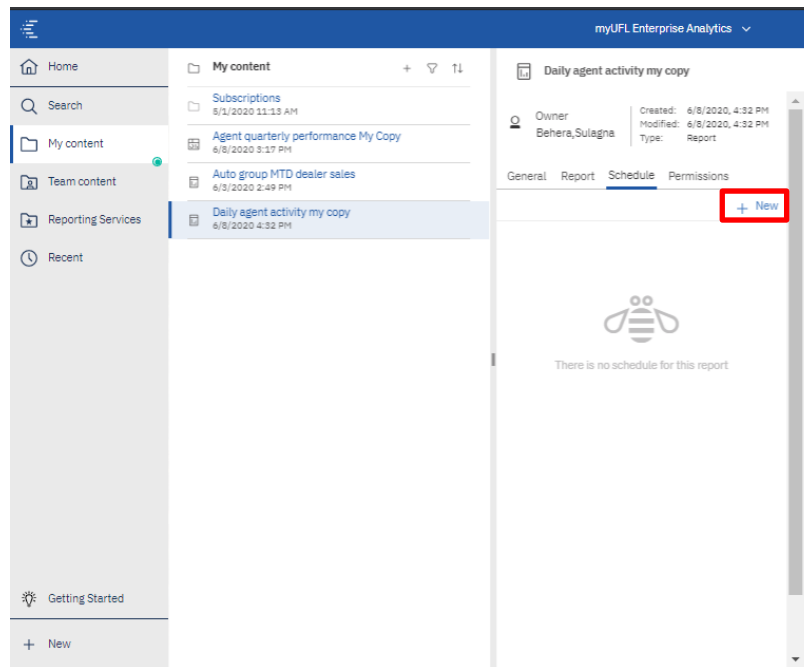 myUFL Enterprise Analytics
Home
Search
My content
Team content
Reporting Services
Recent
Getting Started
+ New
My content
Subscriptions
5/1/2020 11:13 AM
Agent quarterly performance My Copy
6/8/2020 3:17 PM
Auto group MTD dealer sales
6/3/2020 2:49 PM
Daily agent activity my copy
6/8/2020 4:32 PM
Daily agent activity my copy
Owner
Behera,Sulagna
Created: 6/8/2020, 4:32 PM
Modified: 6/8/2020, 4:32 PM
Type: Report
General Report Schedule Permissions
+ New
There is no schedule for this report